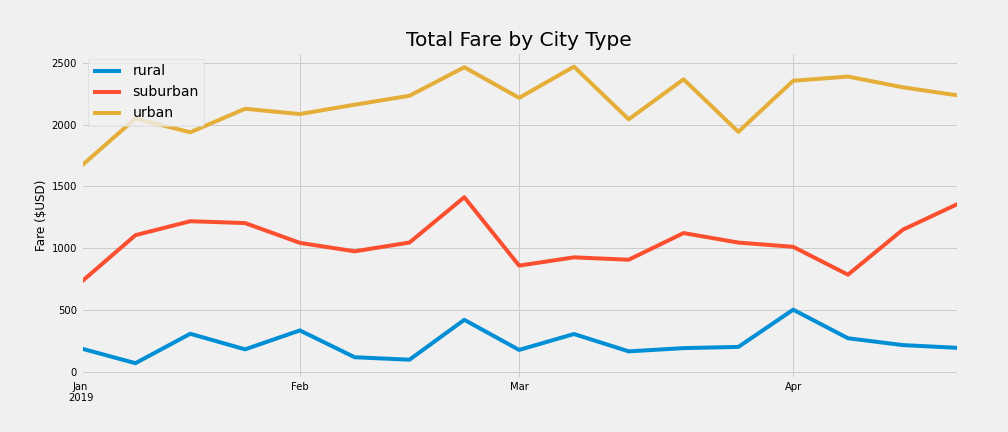 Total Fare by City Type
rural
suburban
urban
Fare ($USD)
2500
2000
1500
1000
500
0
Jan
2019
Feb
Mar
Apr